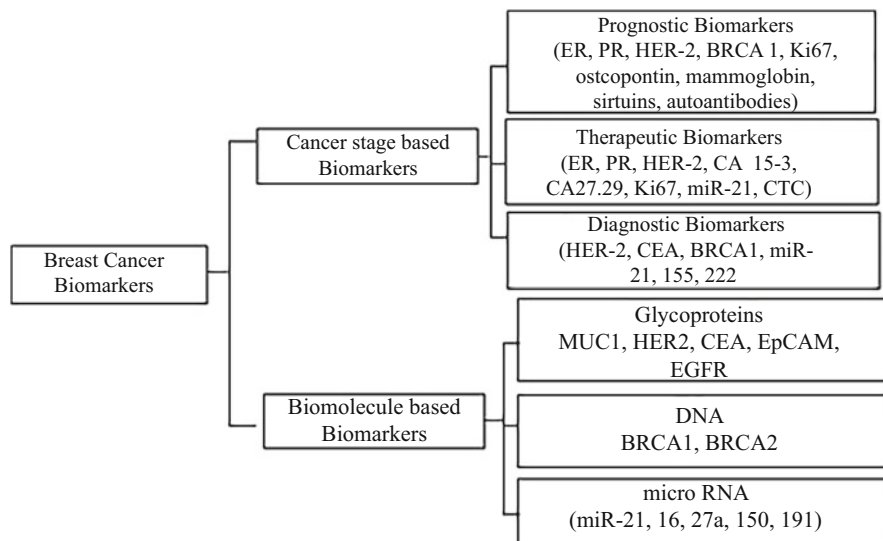 Breast Cancer
Biomarkers
Cancer stage based
Biomarkers
Prognostic Biomarkers
(ER, PR, HER-2, BRCA 1, Ki67,
ostcopontin, mammoglobin,
sirtuins, autoantibodies)
Therapeutic Biomarkers
(ER, PR, HER-2, CA 15-3,
CA27.29, Ki67, miR-21, CTC)
Diagnostic Biomarkers
(HER-2, CEA, BRCA1, miR-
21, 155, 222
Biomolecule based
Biomarkers
Glycoproteins
MUC1, HER2, CEA, EpCAM,
EGFR
DNA
BRCA1, BRCA2
micro RNA
(miR-21, 16, 27a, 150, 191)